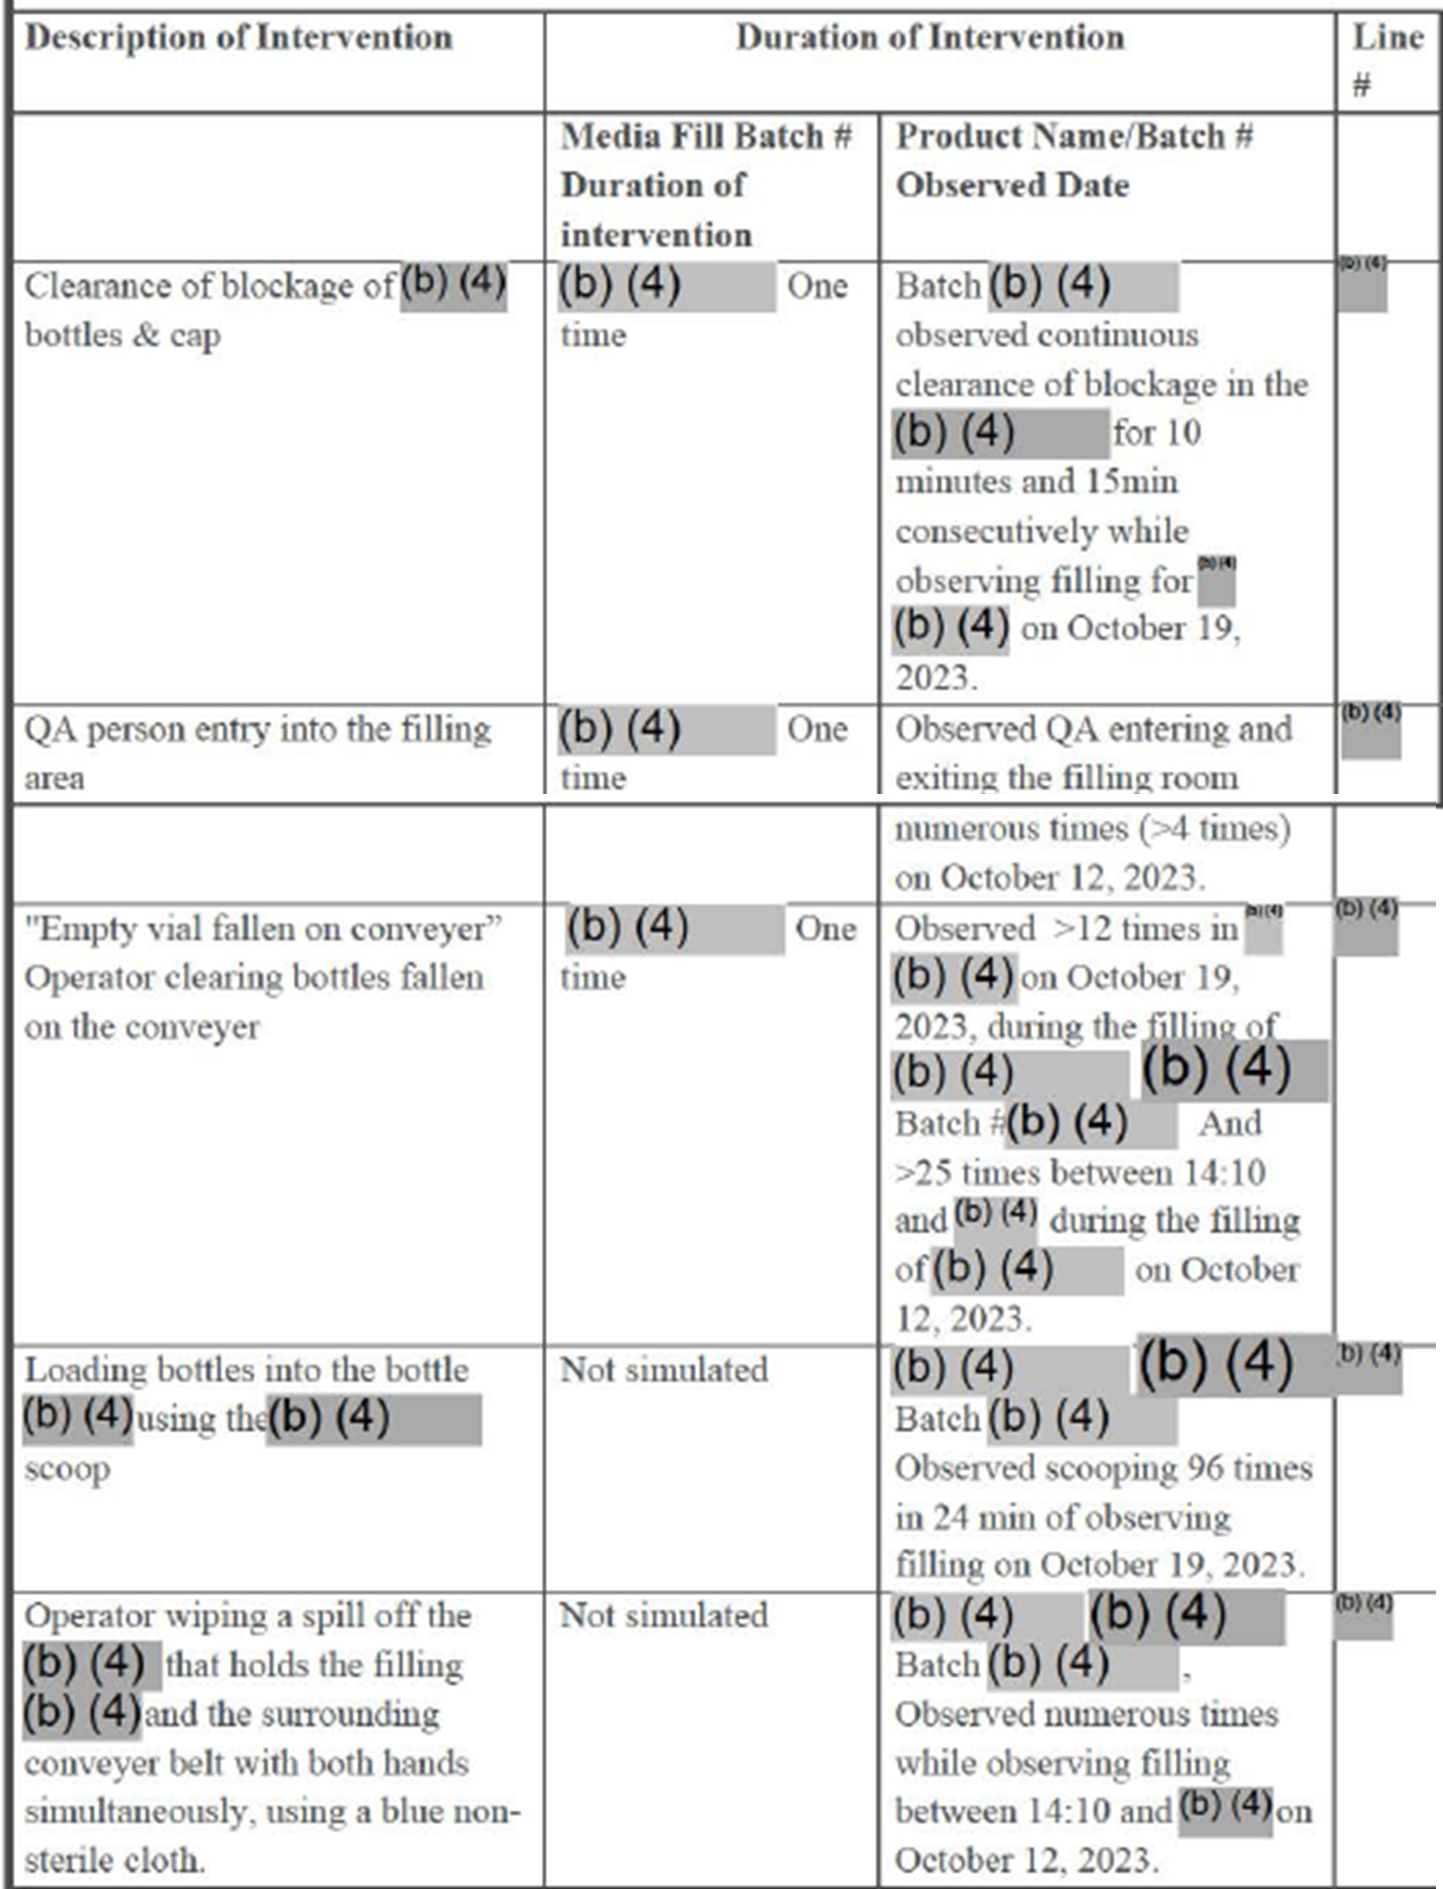 Description of Intervention
Duration of Intervention
Line
#
Media Fill Batch #
Duration of
intervention
Product Name/Batch #
Observed Date
Clearance of blockage of (b) (4)
bottles & cap
(b) (4) One
time
Batch (b) (4)
observed continuous
clearance of blockage in the
(b) (4) for 10
minutes and 15min
consecutively while
observing filling for (b) (4)
(b) (4) on October 19,
2023.
(b) (4)
QA person entry into the filling
area
(b) (4) One
time
Observed QA entering and
exiting the filling room
numerous times (>4 times)
on October 12, 2023.
(b) (4)
"Empty vial fallen on conveyer”
Operator clearing bottles fallen
on the conveyer
(b) (4) One
time
Observed >12 times in (b) (4)
(b) (4) on October 19,
2023, during the filling of
(b) (4) (b) (4)
Batch #(b) (4) And
>25 times between 14:10
and (b) (4) during the filling
of (b) (4) on October
12, 2023.
(b) (4)
Loading bottles into the bottle
(b) (4) using the (b) (4)
scoop
Not simulated
(b) (4) (b) (4)
Batch (b) (4)
Observed scooping 96 times
in 24 min of observing
filling on October 19, 2023.
(b) (4)
Operator wiping a spill off the
(b) (4) that holds the filling
(b) (4) and the surrounding
conveyer belt with both hands
simultaneously, using a blue non-
sterile cloth.
Not simulated
(b) (4) (b) (4)
Batch (b) (4) ,
Observed numerous times
while observing filling
between 14:10 and (b) (4) on
October 12, 2023.
(b) (4)